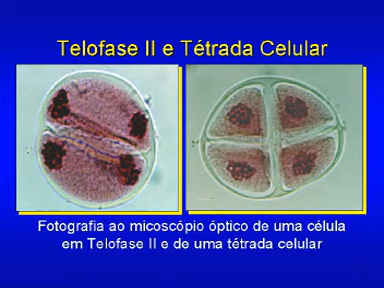 Telofase II e Tétrada Celular
Fotografia ao micoscópio óptico de uma célula
em Telofase II e de uma tétrada celular